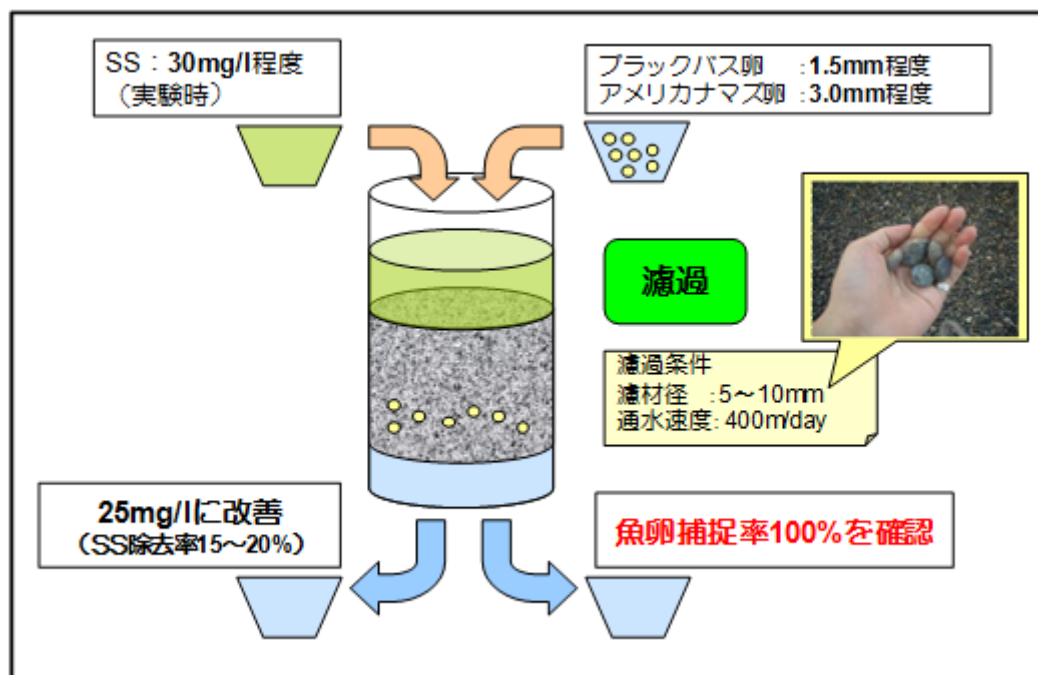 SS：30mg/l程度
（実験時）
ブラックバス卵　：1.5mm程度
アメリカナマズ卵：3.0mm程度
濾過
濾過条件
濾材径　：5～10mm
通水速度：400m/day
25mg/lに改善
（SS除去率15～20%）
魚卵捕捉率100%を確認